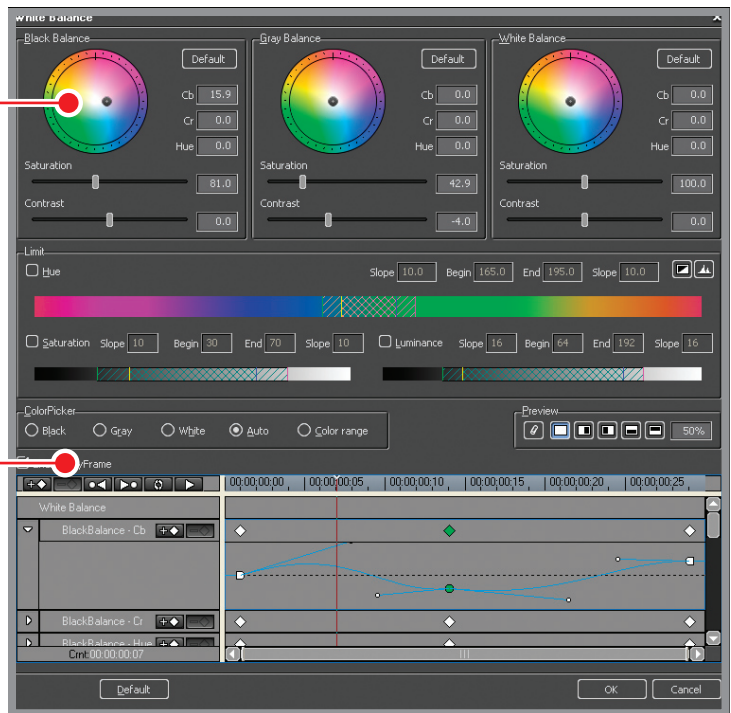 White Balance
Black Balance
Default
Cb 15.9
Cr 0.0
Hue 0.0
Saturation
81.0
Contrast
0.0
Gray Balance
Default
Cb 0.0
Cr 0.0
Hue 0.0
Saturation
42.9
Contrast
-4.0
White Balance
Default
Cb 0.0
Cr 0.0
Hue 0.0
Saturation
100.0
Contrast
0.0
Limit
Hue Slope 10.0 Begin 165.0 End 195.0 Slope 10.0
Saturation Slope 10 Begin 30 End 70 Slope 10
Luminance Slope 16 Begin 64 End 192 Slope 16
ColorPicker
Black Gray White Auto Color range
Preview
50%
yFrame
00:00:00:00 00:00:00:05 00:00:00:10 00:00:00:15 00:00:00:20 00:00:00:25
White Balance
BlackBalance - Cb
BlackBalance - Cr
BlackBalance - Hue
Crnt:00:00:00:07
Default OK Cancel